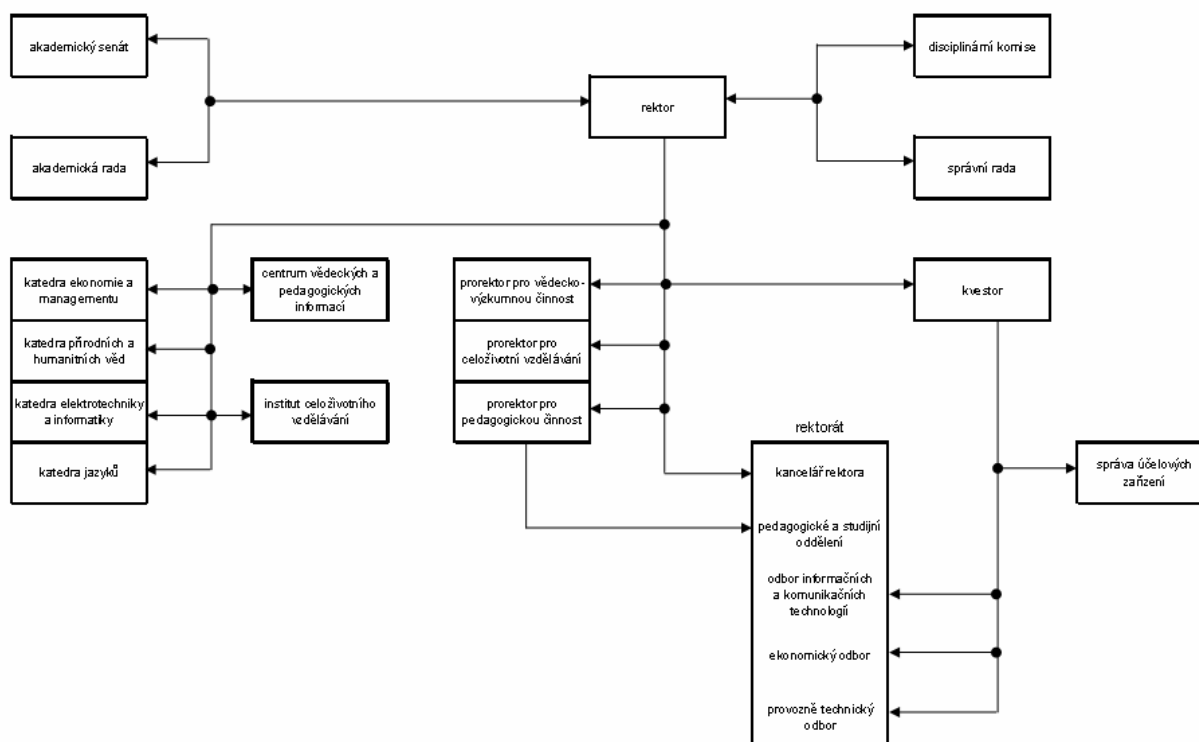 akademický senát
disciplinární komise
rektor
akademická rada
správní rada
katedra ekonomie a
managementu
centrum vědeckých a
pedagogických
informací
prorektor pro vědecko-
výzkumnou činnost
kvestor
katedra přírodních a
humanitních věd
prorektor pro
celoživotní vzdělávání
katedra elektrotechniky
a informatiky
institut celoživotního
vzdělávání
prorektor pro
pedagogickou činnost
rektorát
katedra jazyků
kancelář rektora
správa účelových
zařízení
pedagogické a studijní
oddělení
odbor informačních
a komunikačních
technologií
ekonomický odbor
provozně technický
odbor